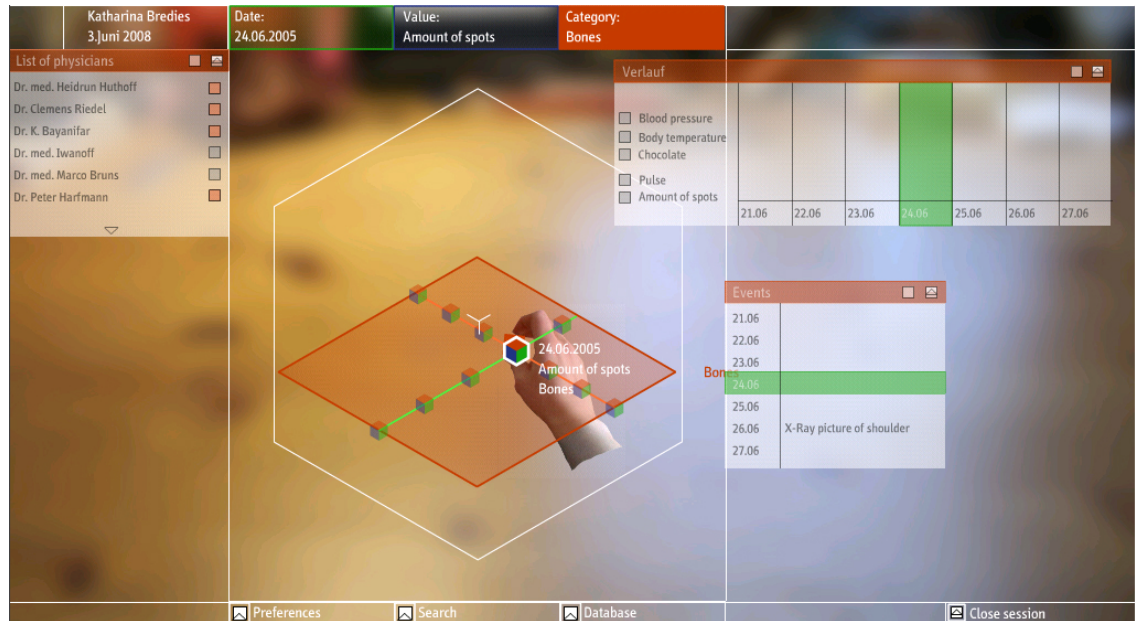 Katharina Bredies
3.Juni 2008
Date:
24.06.2005
Value:
Amount of spots
Category:
Bones
List of physicians
Dr. med. Heidrun Huthoff
Dr. Clemens Riedel
Dr. K. Bayanifar
Dr. med. Iwanoff
Dr. med. Marco Bruns
Dr. Peter Harfmann
Verlauf
Blood pressure
Body temperature
Chocolate
Pulse
Amount of spots
21.06 22.06 23.06 24.06 25.06 26.06 27.06
24.06.2005
Amount of spots
Bones
Bones
Events
21.06
22.06
23.06
24.06
25.06
26.06 X-Ray picture of shoulder
27.06
Preferences
Search
Database
Close session